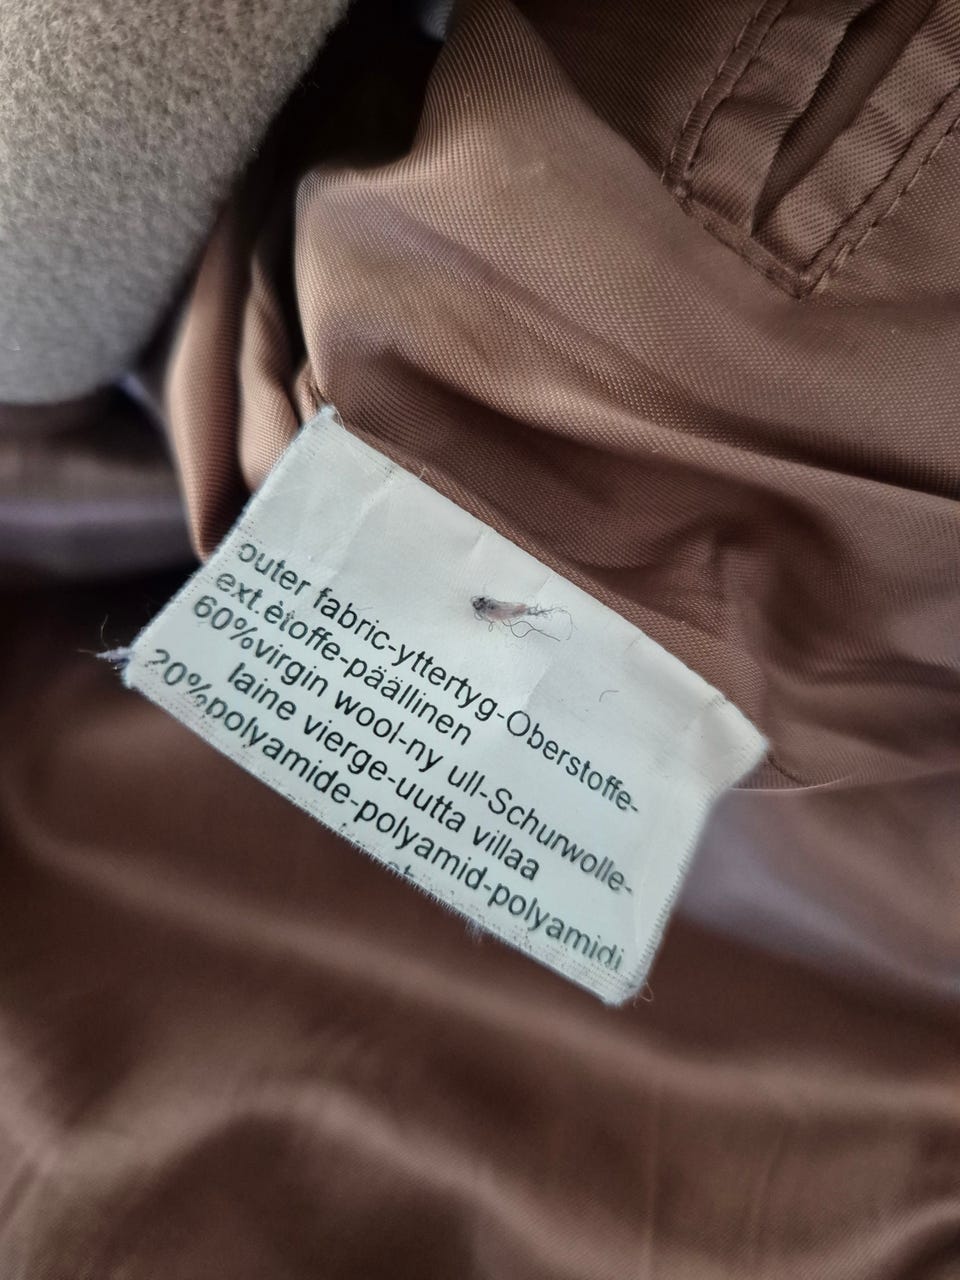 outer fabric-yttertyg-Oberstoffe-
ext.ètoffe-päällinen
60%virgin wool-ny ull-Schurwolle-
laine vierge-uutta villaa
20%polyamide-polyamid-polyamidi